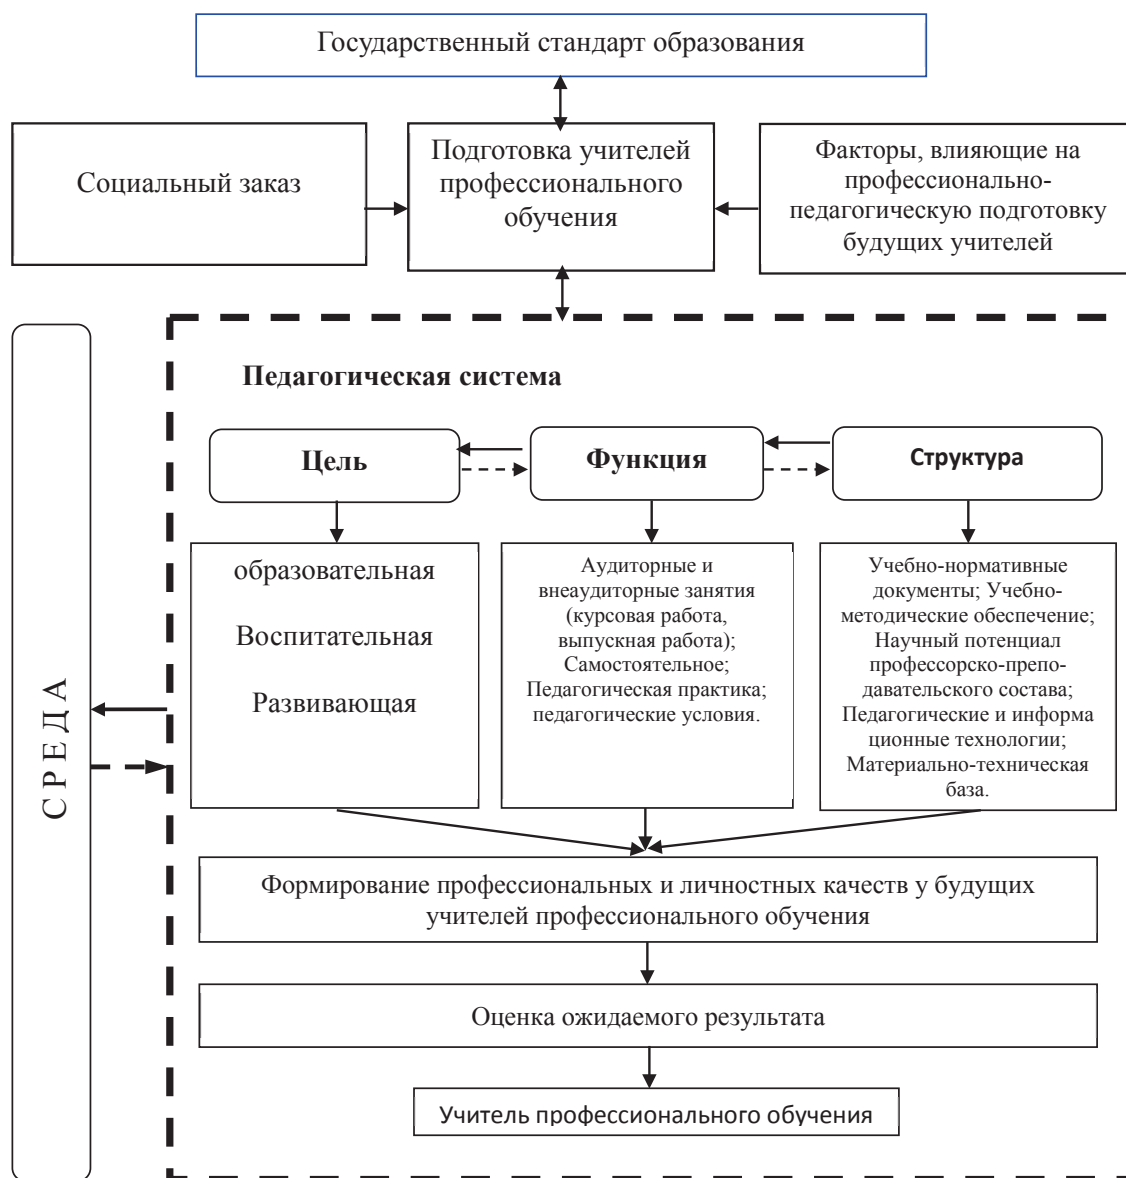 Государственный стандарт образования
Социальный заказ
Подготовка учителей
профессионального
обучения
Факторы, влияющие на
профессионально-
педагогическую подготовку
будущих учителей
Педагогическая система
Цель
Функция
Структура
образовательная
Воспитательная
Развивающая
Аудиторные и
внеаудиторные занятия
(курсовая работа,
выпускная работа);
Самостоятельное;
Педагогическая практика;
педагогические условия.
Учебно-нормативные
документы; Учебно-
методические обеспечение;
Научный потенциал
профессорско-препо-
давательского состава;
Педагогические и информа
ционные технологии;
Материально-техническая
база.
С Р Е Д А
Формирование профессиональных и личностных качеств у будущих
учителей профессионального обучения
Оценка ожидаемого результата
Учитель профессионального обучения